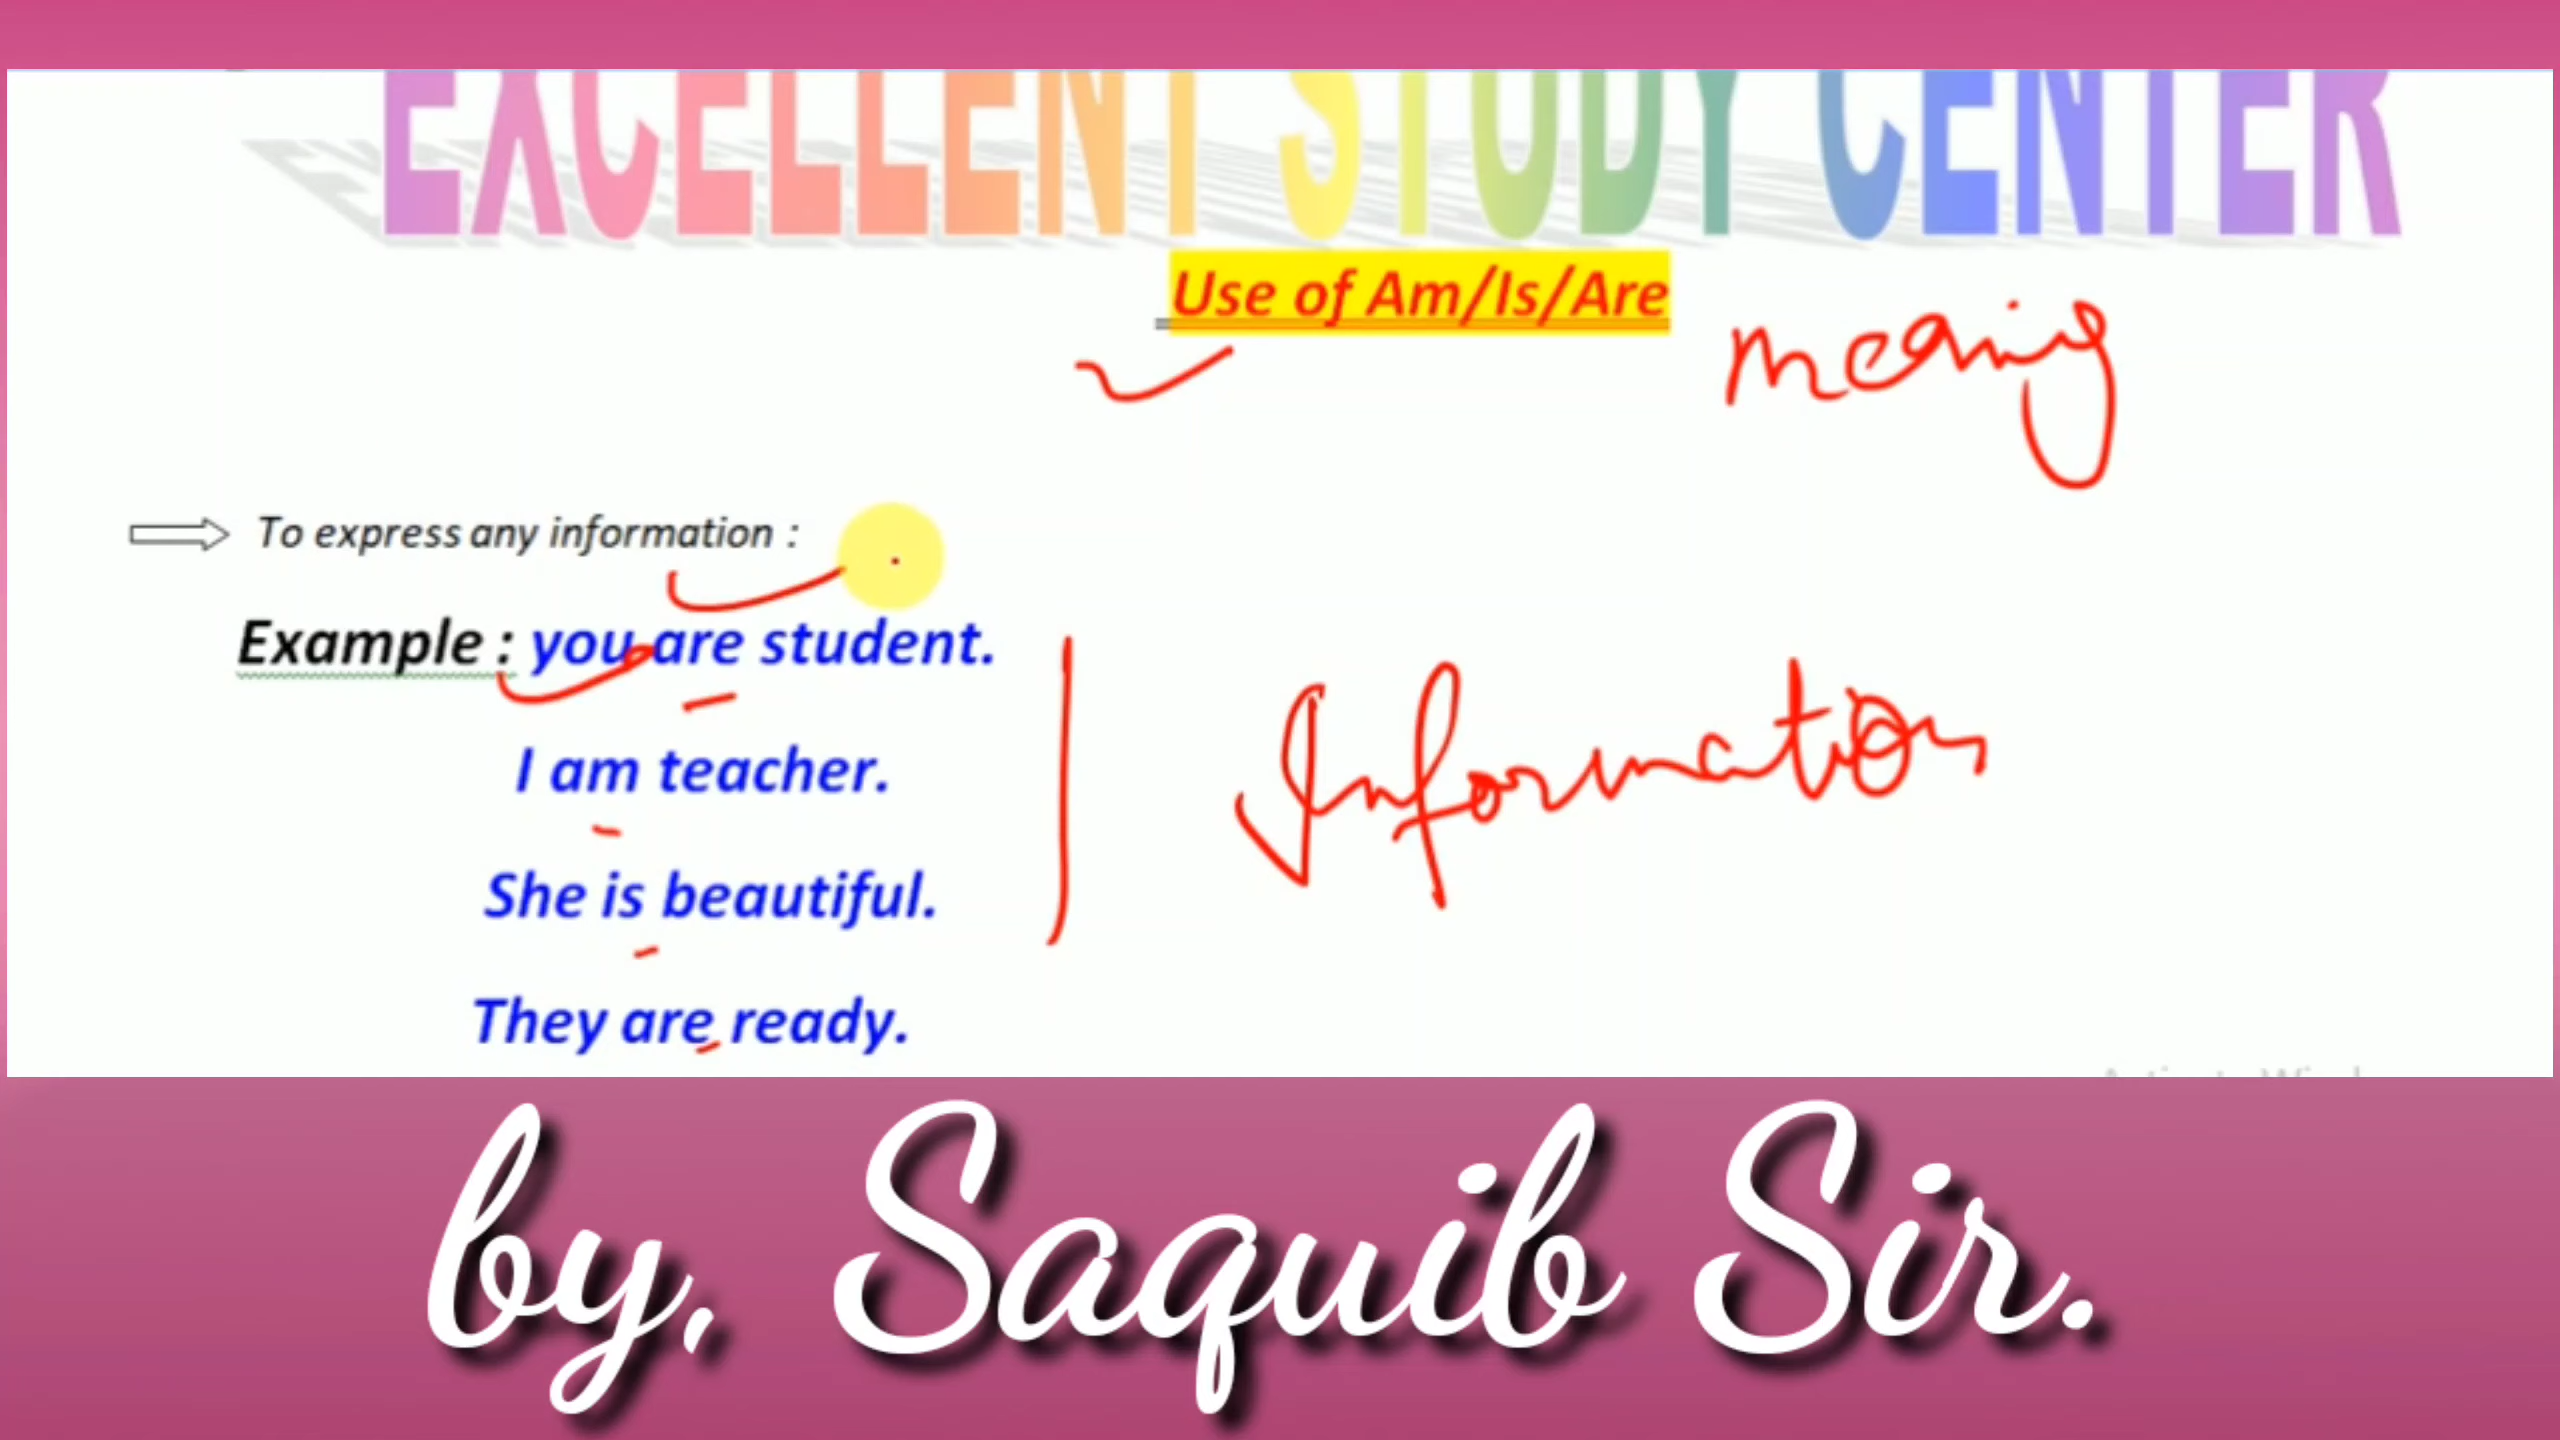 EXCELLENT STUDY CENTER
Use of Am/Is/Are
meaning
To express any information :
Example : you are student.
I am teacher.
Information
She is beautiful.
They are ready.
by, Saquib Sir.